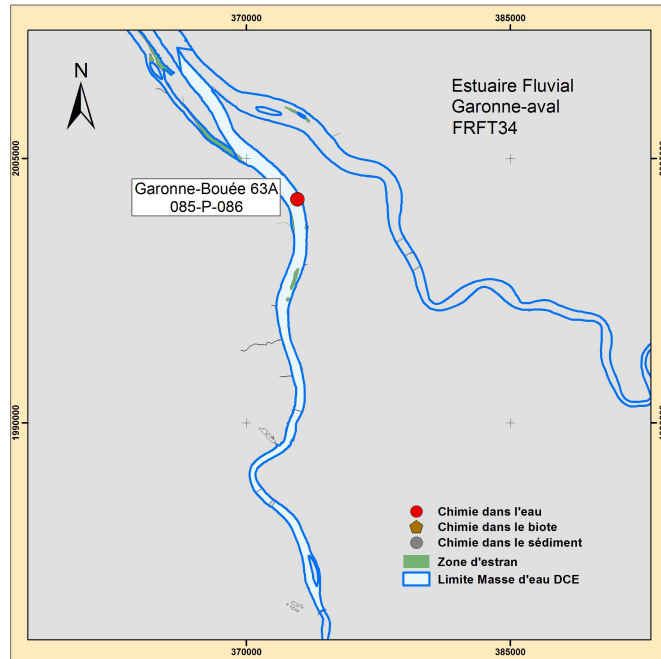 370000
385000
N
Estuaire Fluvial
Garonne-aval
FRFT34
2005000
Garonne-Bouée 63A
085-P-086
1990000
Chimie dans l'eau
Chimie dans le biote
Chimie dans le sédiment
Zone d'estran
Limite Masse d'eau DCE
370000
385000